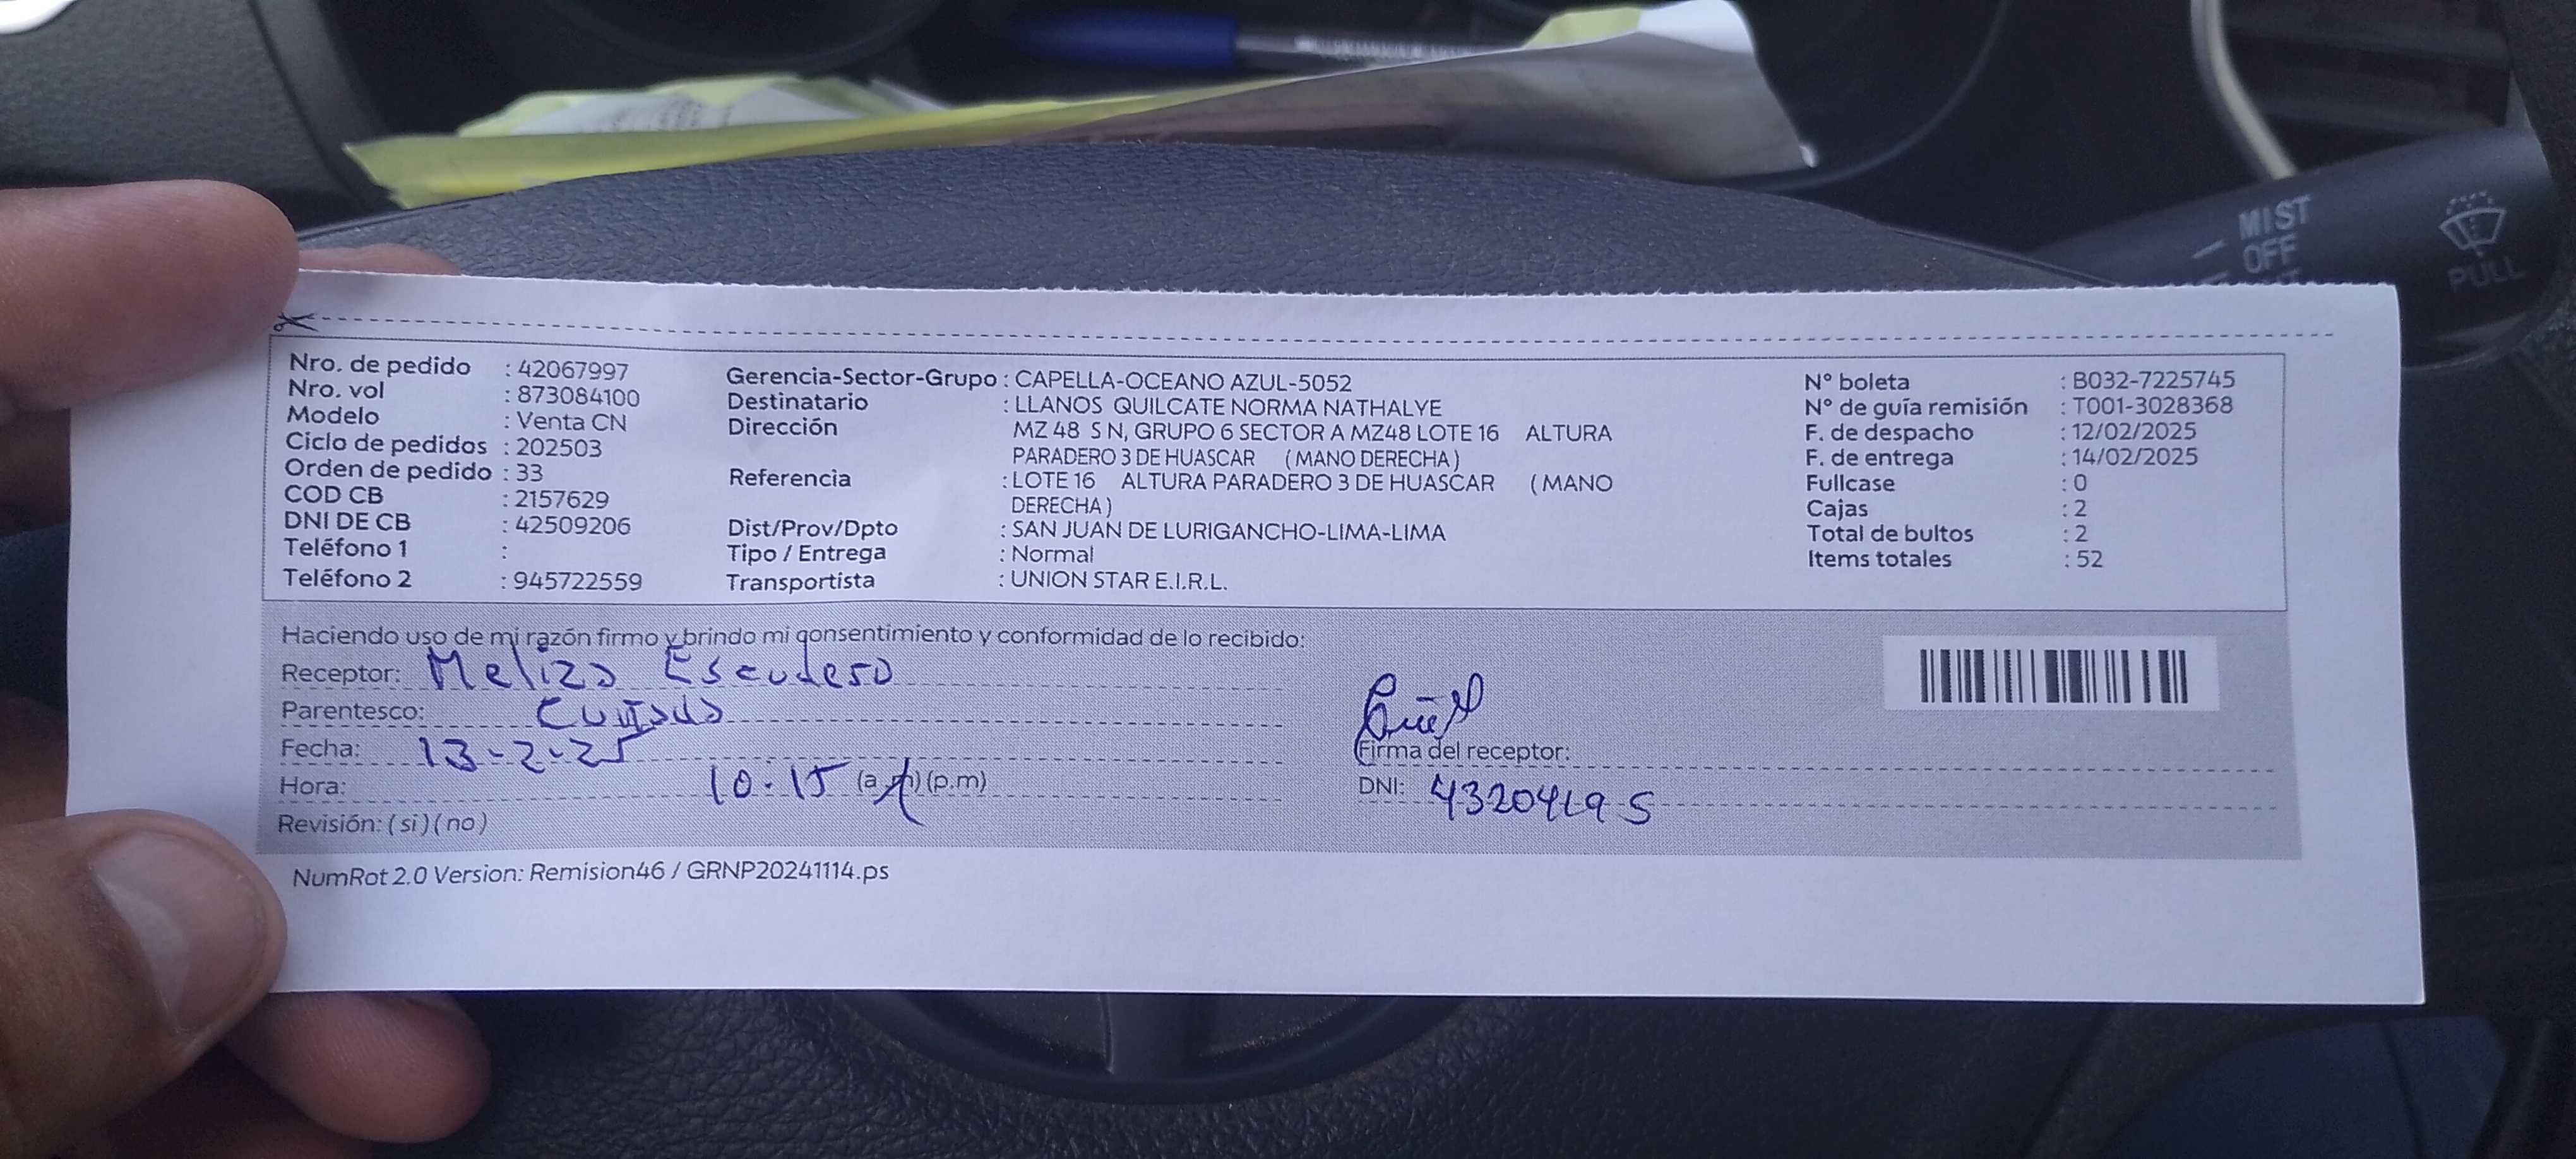 MIST
OFF
PULL
Nro. de pedido : 42067997
Nro. vol : 873084100
Modelo : Venta CN
Ciclo de pedidos : 202503
Orden de pedido : 33
COD CB : 2157629
DNI DE CB : 42509206
Teléfono 1 :
Teléfono 2 : 945722559
Gerencia-Sector-Grupo : CAPELLA-OCEANO AZUL-5052
Destinatario : LLANOS QUILCATE NORMA NATHALYE
Dirección MZ 48 S N, GRUPO 6 SECTOR A MZ48 LOTE 16 ALTURA
PARADERO 3 DE HUASCAR (MANO DERECHA)
Referencia : LOTE 16 ALTURA PARADERO 3 DE HUASCAR (MANO
DERECHA)
Dist/Prov/Dpto : SAN JUAN DE LURIGANCHO-LIMA-LIMA
Tipo / Entrega : Normal
Transportista : UNION STAR E.I.R.L.
N° boleta : B032-7225745
N° de guía remisión : T001-3028368
F. de despacho : 12/02/2025
F. de entrega : 14/02/2025
Fullcase : 0
Cajas : 2
Total de bultos : 2
Items totales : 52
Haciendo uso de mi razón firmo y brindo mi consentimiento y conformidad de lo recibido:
Receptor: Meliza Escudero
Parentesco: Cuñada
Fecha: 13-2-25
Hora: 10:15 (a.m) (p.m)
Revisión: (si) (no)
Firma del receptor:
DNI:
NumRot 2.0 Version: Remision46 / GRNP20241114.ps